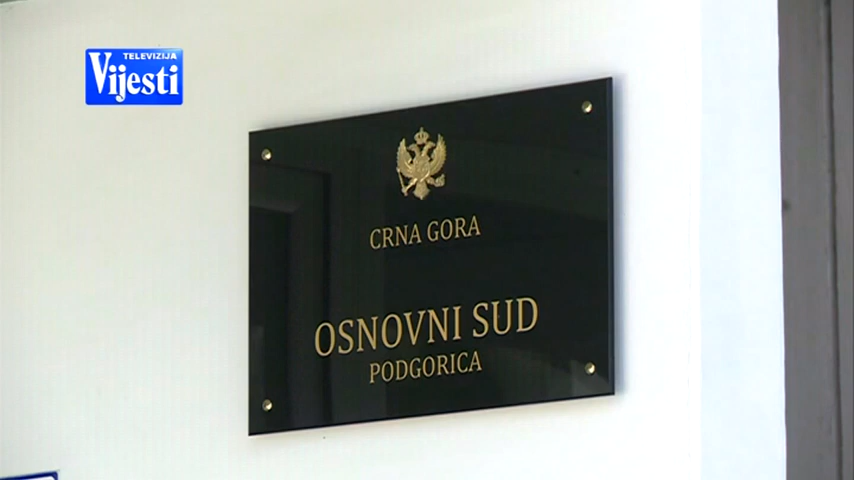 TELEVIZIJA
Vijesti
CRNA GORA
OSNOVNI SUD
PODGORICA